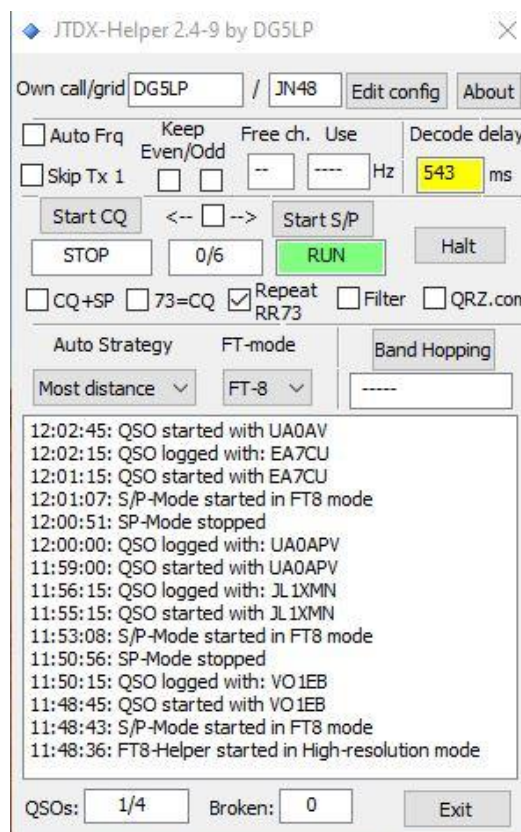 JTDX-Helper 2.4-9 by DG5LP
Own call/grid DG5LP / JN48 Edit config About
Auto Frq Keep Even/Odd Free ch. Use Decode delay
Skip Tx 1 -- ---- Hz 543 ms
Start CQ <-- --> Start S/P Halt
STOP 0/6 RUN
CQ+SP 73=CQ Repeat RR73 Filter QRZ.com
Auto Strategy FT-mode Band Hopping
Most distance FT-8 -----
12:02:45: QSO started with UA0AV
12:02:15: QSO logged with: EA7CU
12:01:15: QSO started with EA7CU
12:01:07: S/P-Mode started in FT8 mode
12:00:51: SP-Mode stopped
12:00:00: QSO logged with: UA0APV
11:59:00: QSO started with UA0APV
11:56:15: QSO logged with: JL1XMN
11:55:15: QSO started with JL1XMN
11:53:08: S/P-Mode started in FT8 mode
11:50:56: SP-Mode stopped
11:50:15: QSO logged with: VO1EB
11:48:45: QSO started with VO1EB
11:48:43: S/P-Mode started in FT8 mode
11:48:36: FT8-Helper started in High-resolution mode
QSOs: 1/4 Broken: 0 Exit